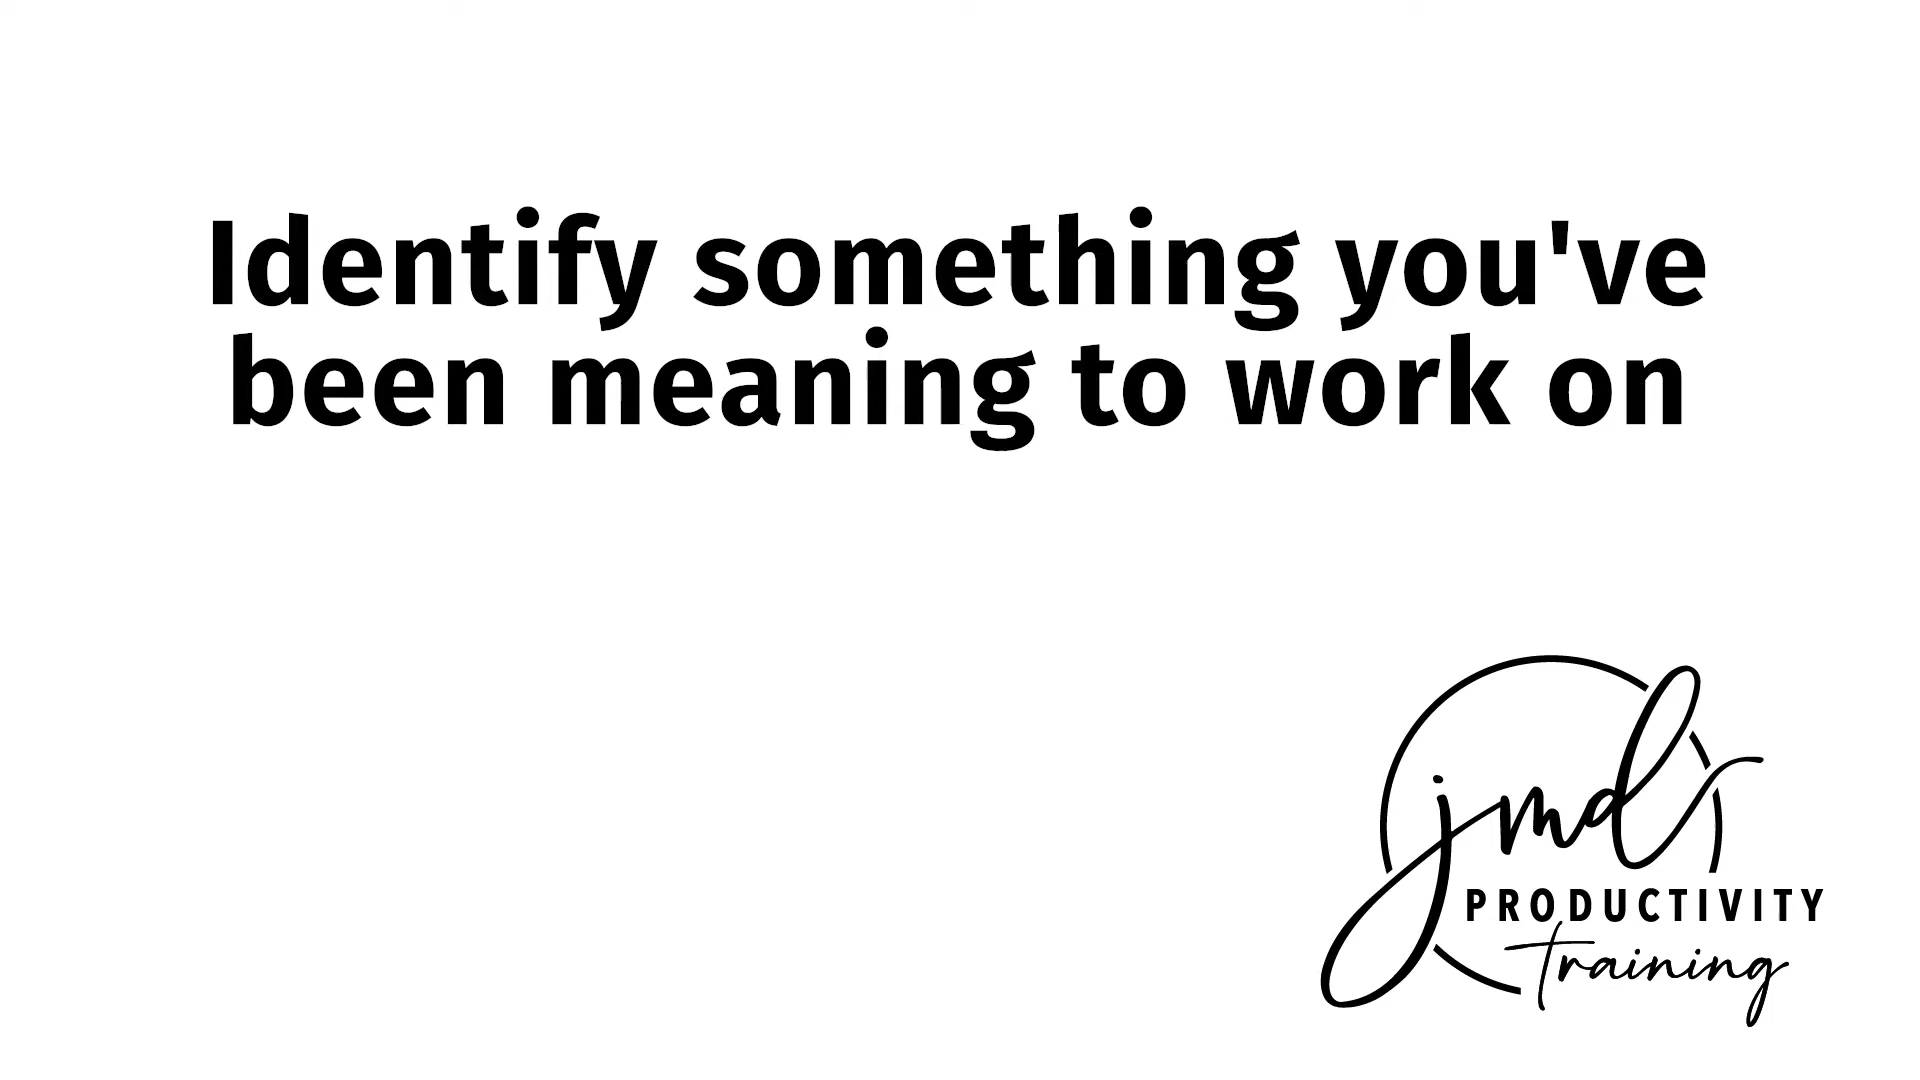 Identify something you've
been meaning to work on
jmd
PRODUCTIVITY
Training